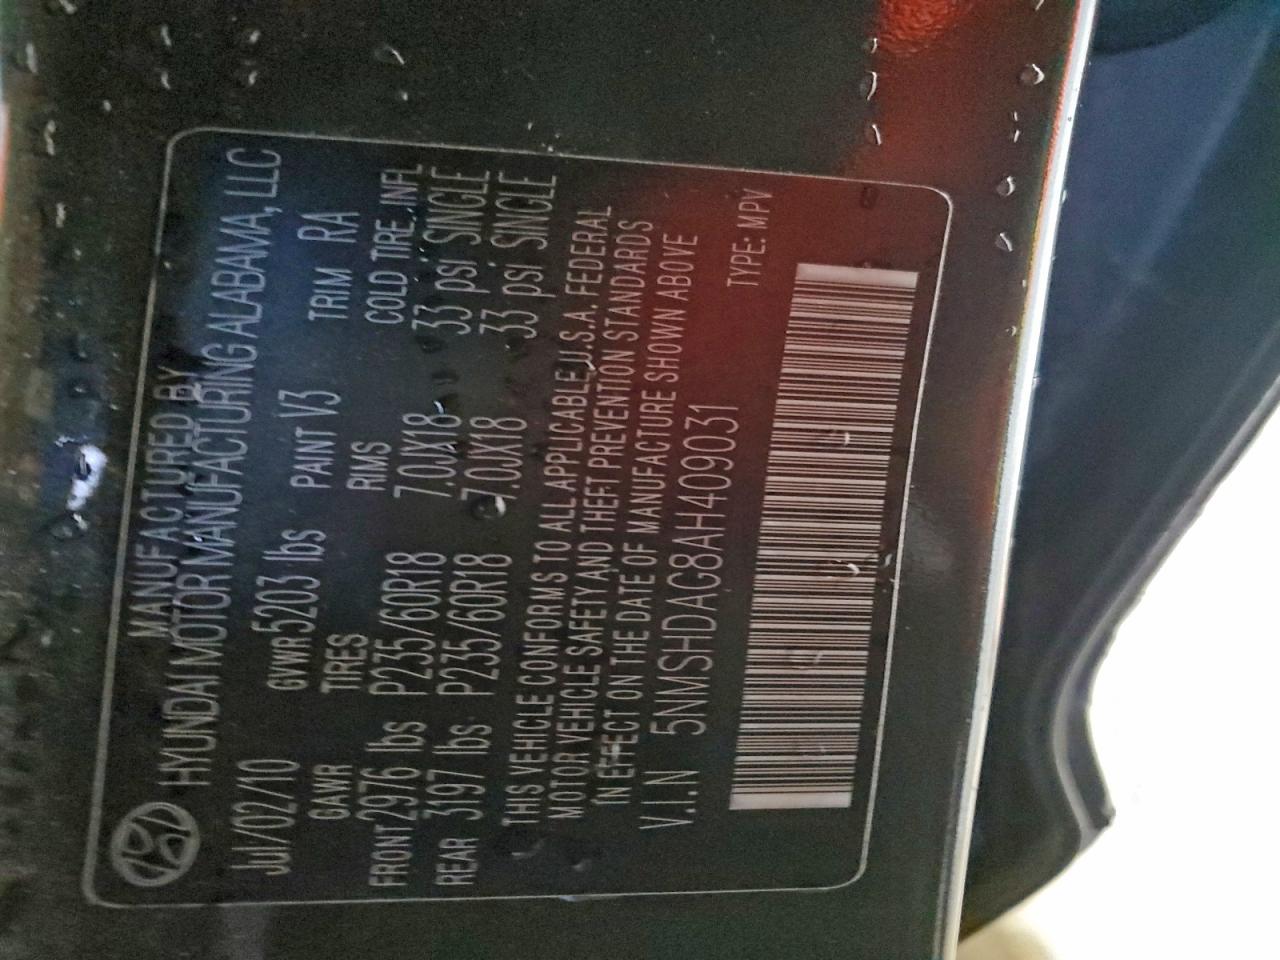 MANUFACTURED BY
HYUNDAI MOTOR MANUFACTURING ALABAMA, LLC
Jul/02/10 GVWR 5203 lbs PAINT V3 TRIM RA
GAWR TIRES RIMS COLD TIRE INFL
FRONT 2976 lbs P235/60R18 7.0JX18 33 psi SINGLE
REAR 3197 lbs P235/60R18 7.0JX18 33 psi SINGLE
THIS VEHICLE CONFORMS TO ALL APPLICABLE U.S.A. FEDERAL
MOTOR VEHICLE SAFETY AND THEFT PREVENTION STANDARDS
IN EFFECT ON THE DATE OF MANUFACTURE SHOWN ABOVE
V.I.N 5NMSHDAG8AH409031 TYPE: MPV